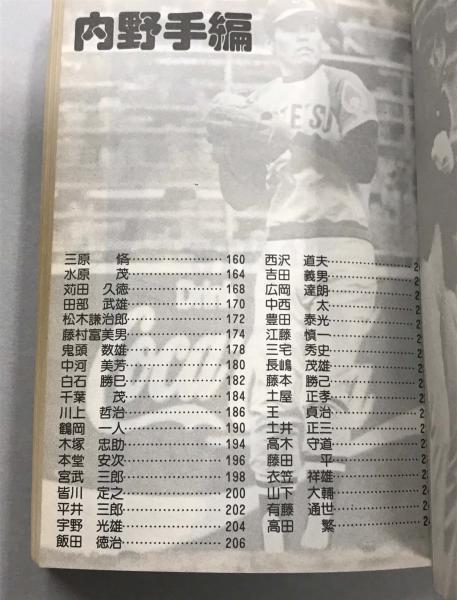 内野手編
三原 脩 160
水原 茂 164
苅田 久徳 168
田部 武雄 170
松木謙治郎 172
藤村富美男 174
鬼頭 数雄 178
中河 美芳 180
白石 勝巳 182
千葉 茂 184
川上 哲治 186
鶴岡 一人 190
木塚 忠助 194
本堂 安次 196
宮武 三郎 198
皆川 定之 200
平井 三郎 202
宇野 光雄 204
飯田 徳治 206
西沢 道夫
吉田 義男
広岡 達朗
中西 太
豊田 泰光
江藤 慎一
三宅 秀史
長嶋 茂雄
藤本 勝己
土屋 正孝
王 貞治
土井 正三
高木 守道
藤田 平
衣笠 祥雄
山下 大輔
有藤 通世
高田 繁